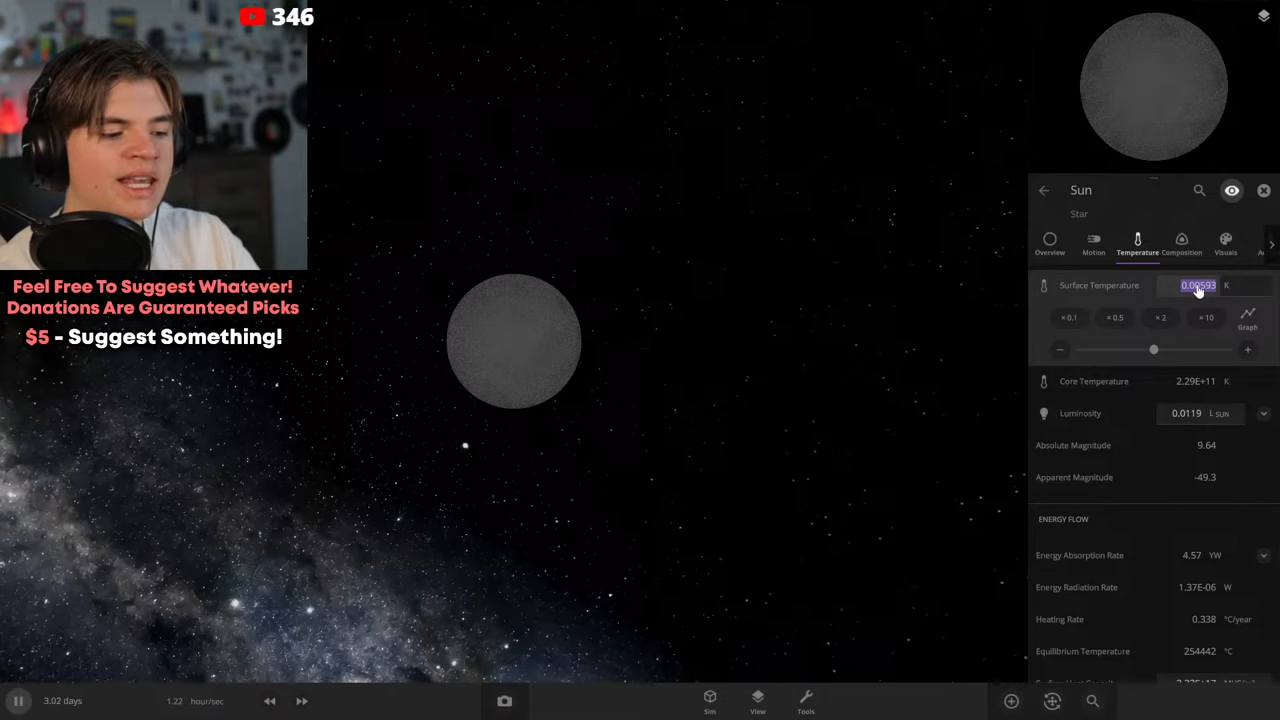 346
Feel Free To Suggest Whatever!
Donations Are Guaranteed Picks
$5 - Suggest Something!
Sun
Star
Overview Motion Temperature Composition Visuals
Surface Temperature 0.00593 K
× 0.1 × 0.5 × 2 × 10 Graph
Core Temperature 2.29E+11 K
Luminosity 0.0119 L SUN
Absolute Magnitude 9.64
Apparent Magnitude -49.3
ENERGY FLOW
Energy Absorption Rate 4.57 YW
Energy Radiation Rate 1.37E-06 W
Heating Rate 0.338 °C/year
Equilibrium Temperature 254442 °C
3.02 days 1.22 hour/sec Sim View Tools